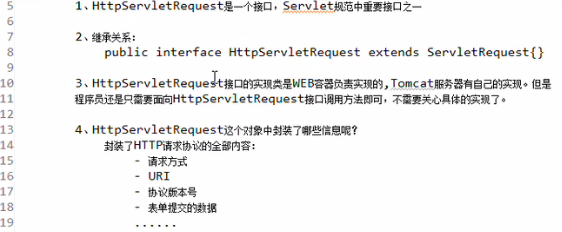 5 1、HttpServletRequest是一个接口，Servlet规范中重要接口之一
6
7 2、继承关系:
8 public interface HttpServletRequest extends ServletRequest{}
9
10 3、HttpServletRequest接口的实现类是WEB容器负责实现的,Tomcat服务器有自己的实现。但是
11 程序员还是只需要面向HttpServletRequest接口调用方法即可，不需要关心具体的实现了。
12
13 4、HttpServletRequest这个对象中封装了哪些信息呢?
14 封装了HTTP请求协议的全部内容:
15 - 请求方式
16 - URI
17 - 协议版本号
18 - 表单提交的数据
19 ......